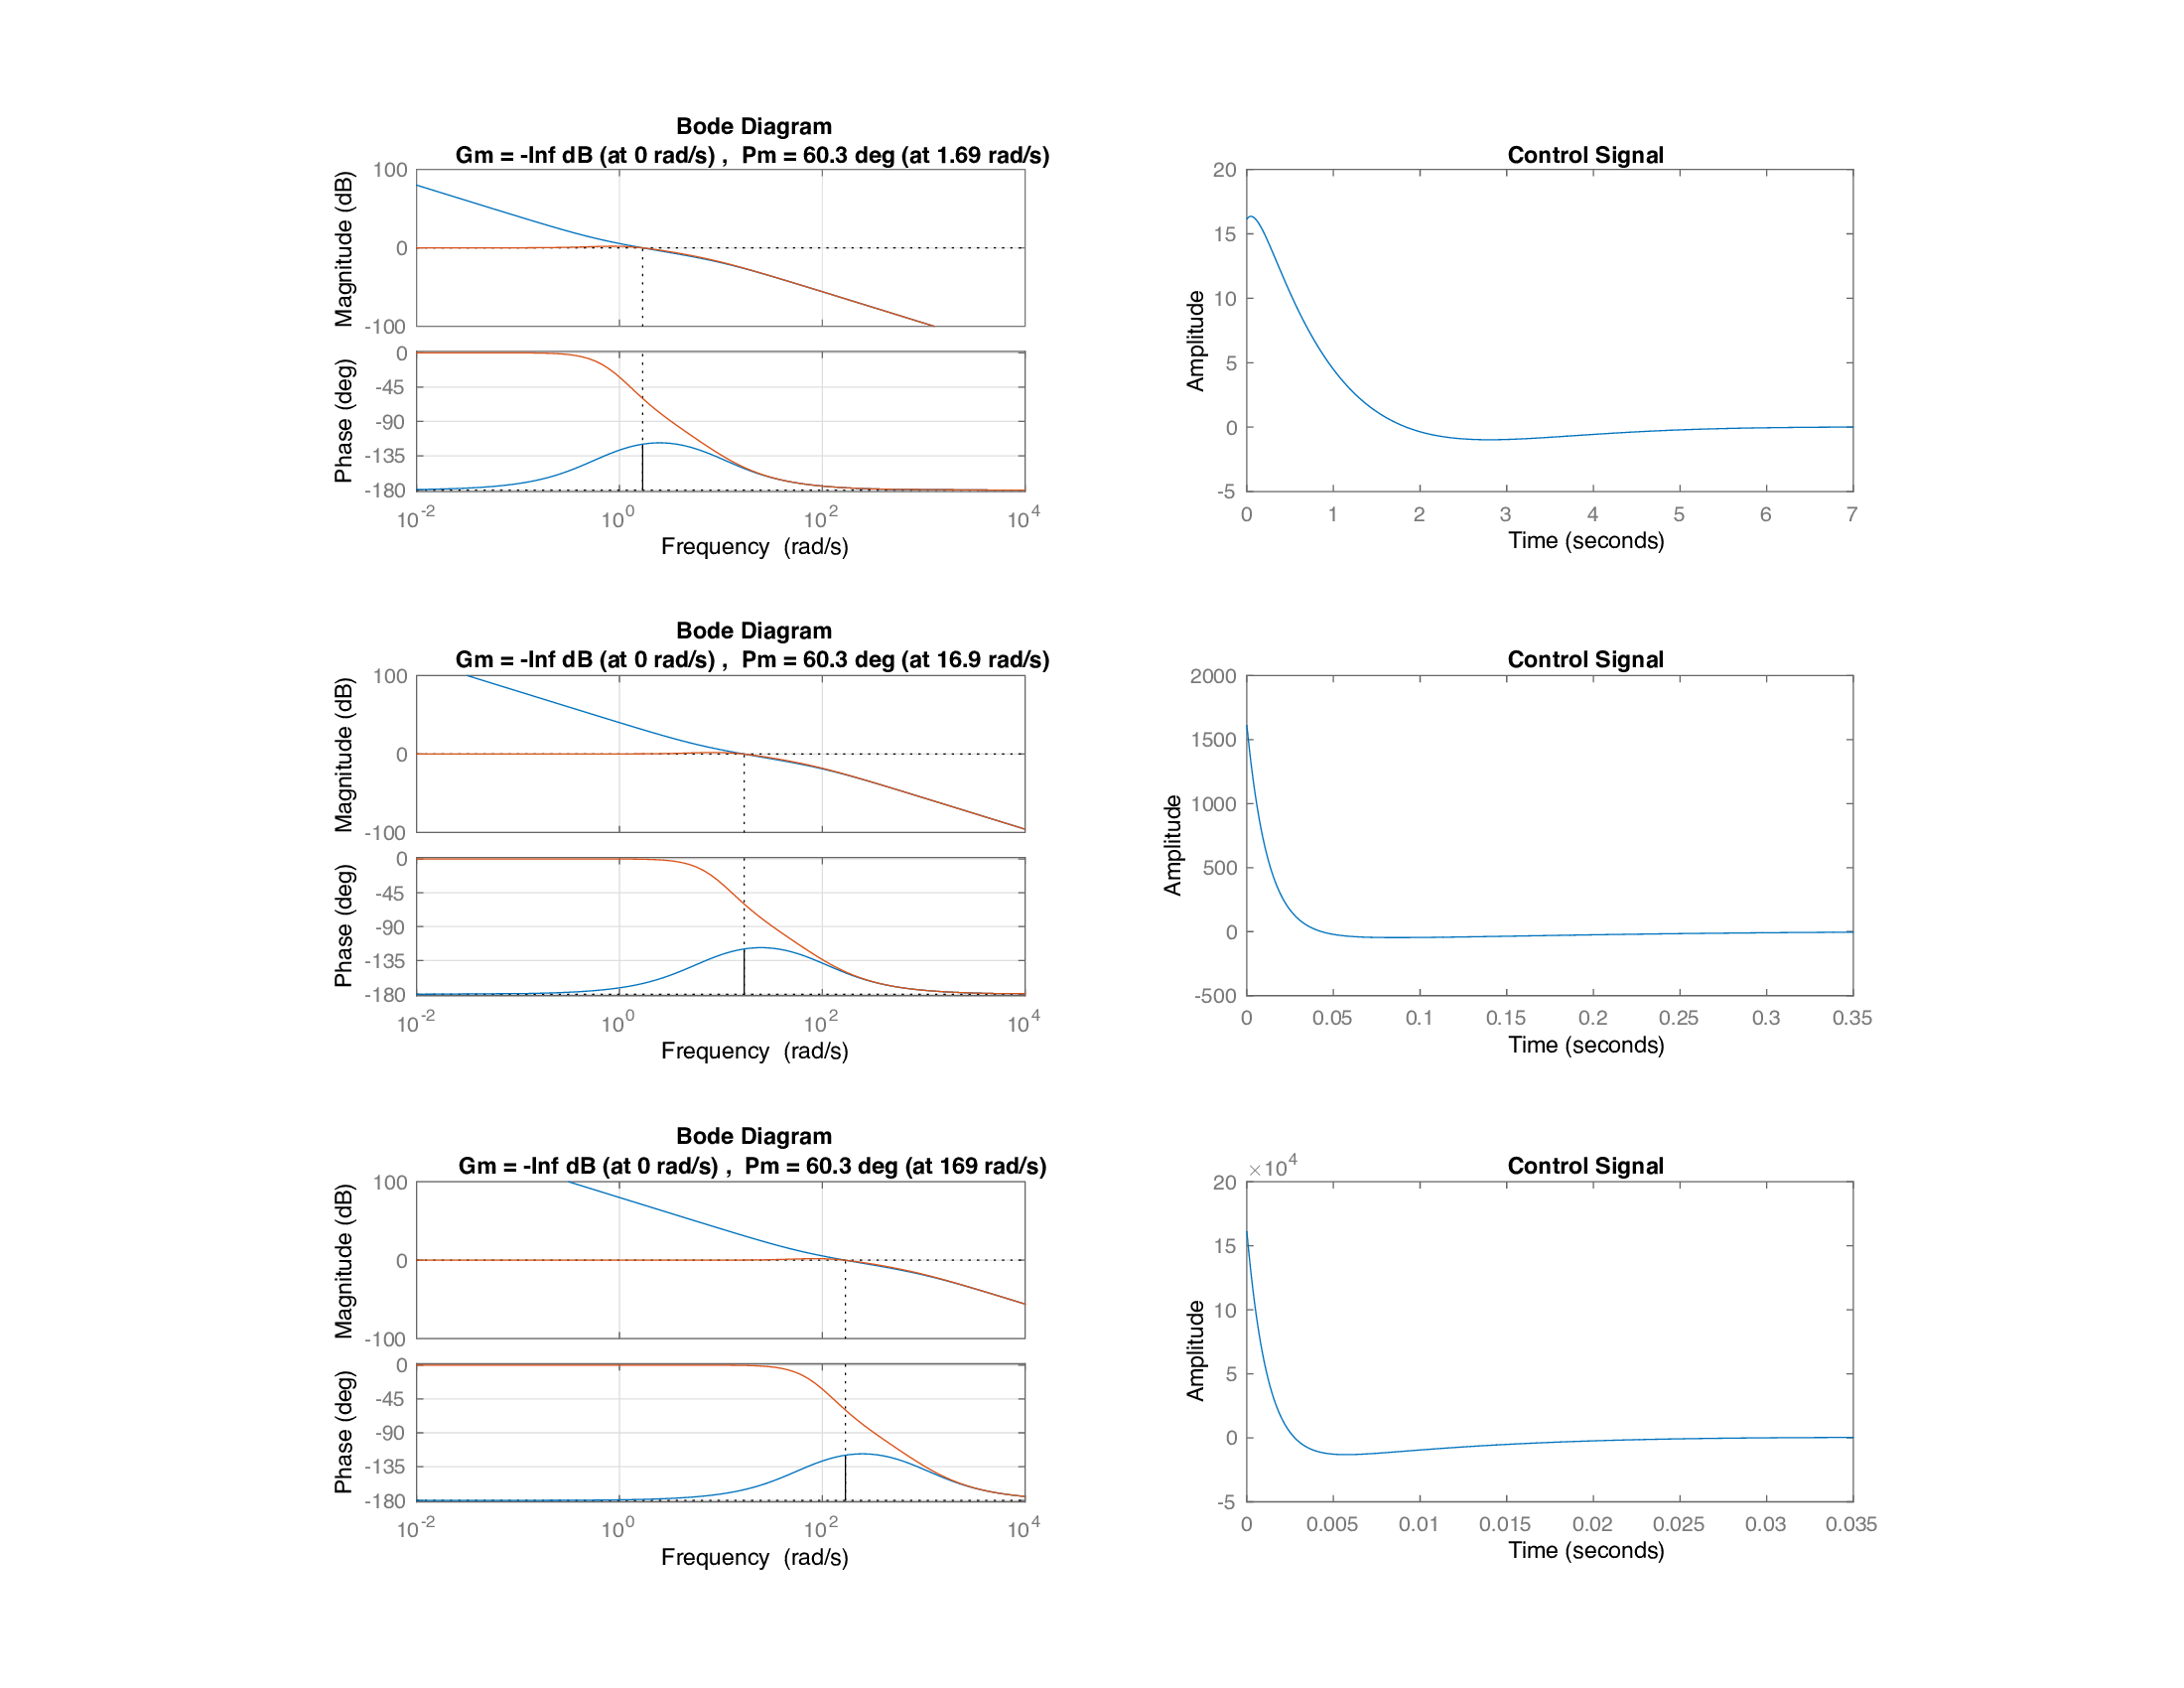 Bode Diagram
Gm = -Inf dB (at 0 rad/s) ,  Pm = 60.3 deg (at 1.69 rad/s)
Magnitude (dB)
100
0
-100
Phase (deg)
0
-45
-90
-135
-180
10^-2 10^0 10^2 10^4
Frequency  (rad/s)
Control Signal
Amplitude
20
15
10
5
0
-5
0 1 2 3 4 5 6 7
Time (seconds)
Bode Diagram
Gm = -Inf dB (at 0 rad/s) ,  Pm = 60.3 deg (at 16.9 rad/s)
Magnitude (dB)
100
0
-100
Phase (deg)
0
-45
-90
-135
-180
10^-2 10^0 10^2 10^4
Frequency  (rad/s)
Control Signal
Amplitude
2000
1500
1000
500
0
-500
0 0.05 0.1 0.15 0.2 0.25 0.3 0.35
Time (seconds)
Bode Diagram
Gm = -Inf dB (at 0 rad/s) ,  Pm = 60.3 deg (at 169 rad/s)
Magnitude (dB)
100
0
-100
Phase (deg)
0
-45
-90
-135
-180
10^-2 10^0 10^2 10^4
Frequency  (rad/s)
Control Signal
×10^4
Amplitude
20
15
10
5
0
-5
0 0.005 0.01 0.015 0.02 0.025 0.03 0.035
Time (seconds)